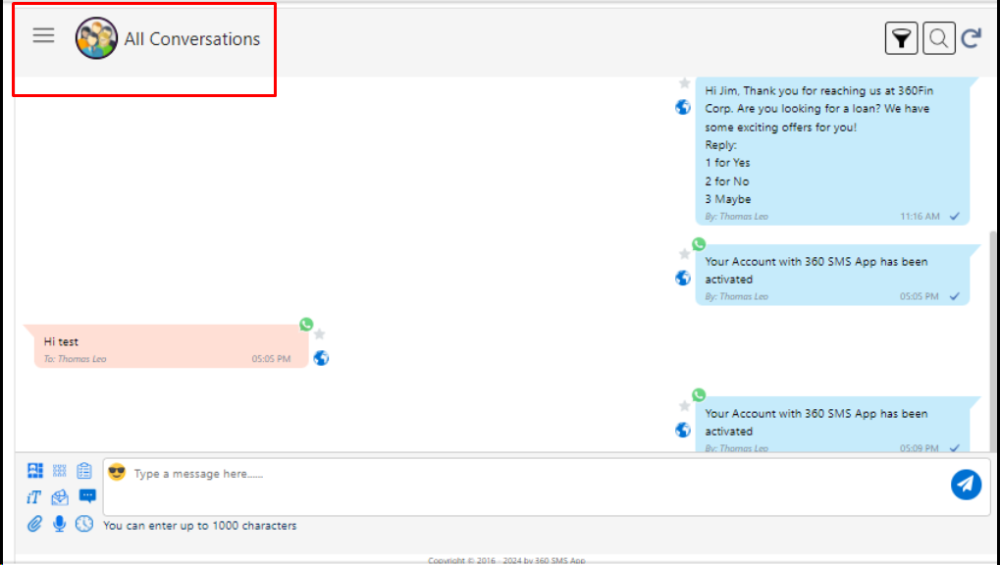 All Conversations
Hi Jim, Thank you for reaching us at 360Fin
Corp. Are you looking for a loan? We have
some exciting offers for you!
Reply:
1 for Yes
2 for No
3 Maybe
By: Thomas Leo 11:16 AM
Your Account with 360 SMS App has been
activated
By: Thomas Leo 05:05 PM
Hi test
To: Thomas Leo 05:05 PM
Your Account with 360 SMS App has been
activated
By: Thomas Leo 05:09 PM
Type a message here......
iT
You can enter up to 1000 characters
Copyright © 2016 - 2024 by 360 SMS App